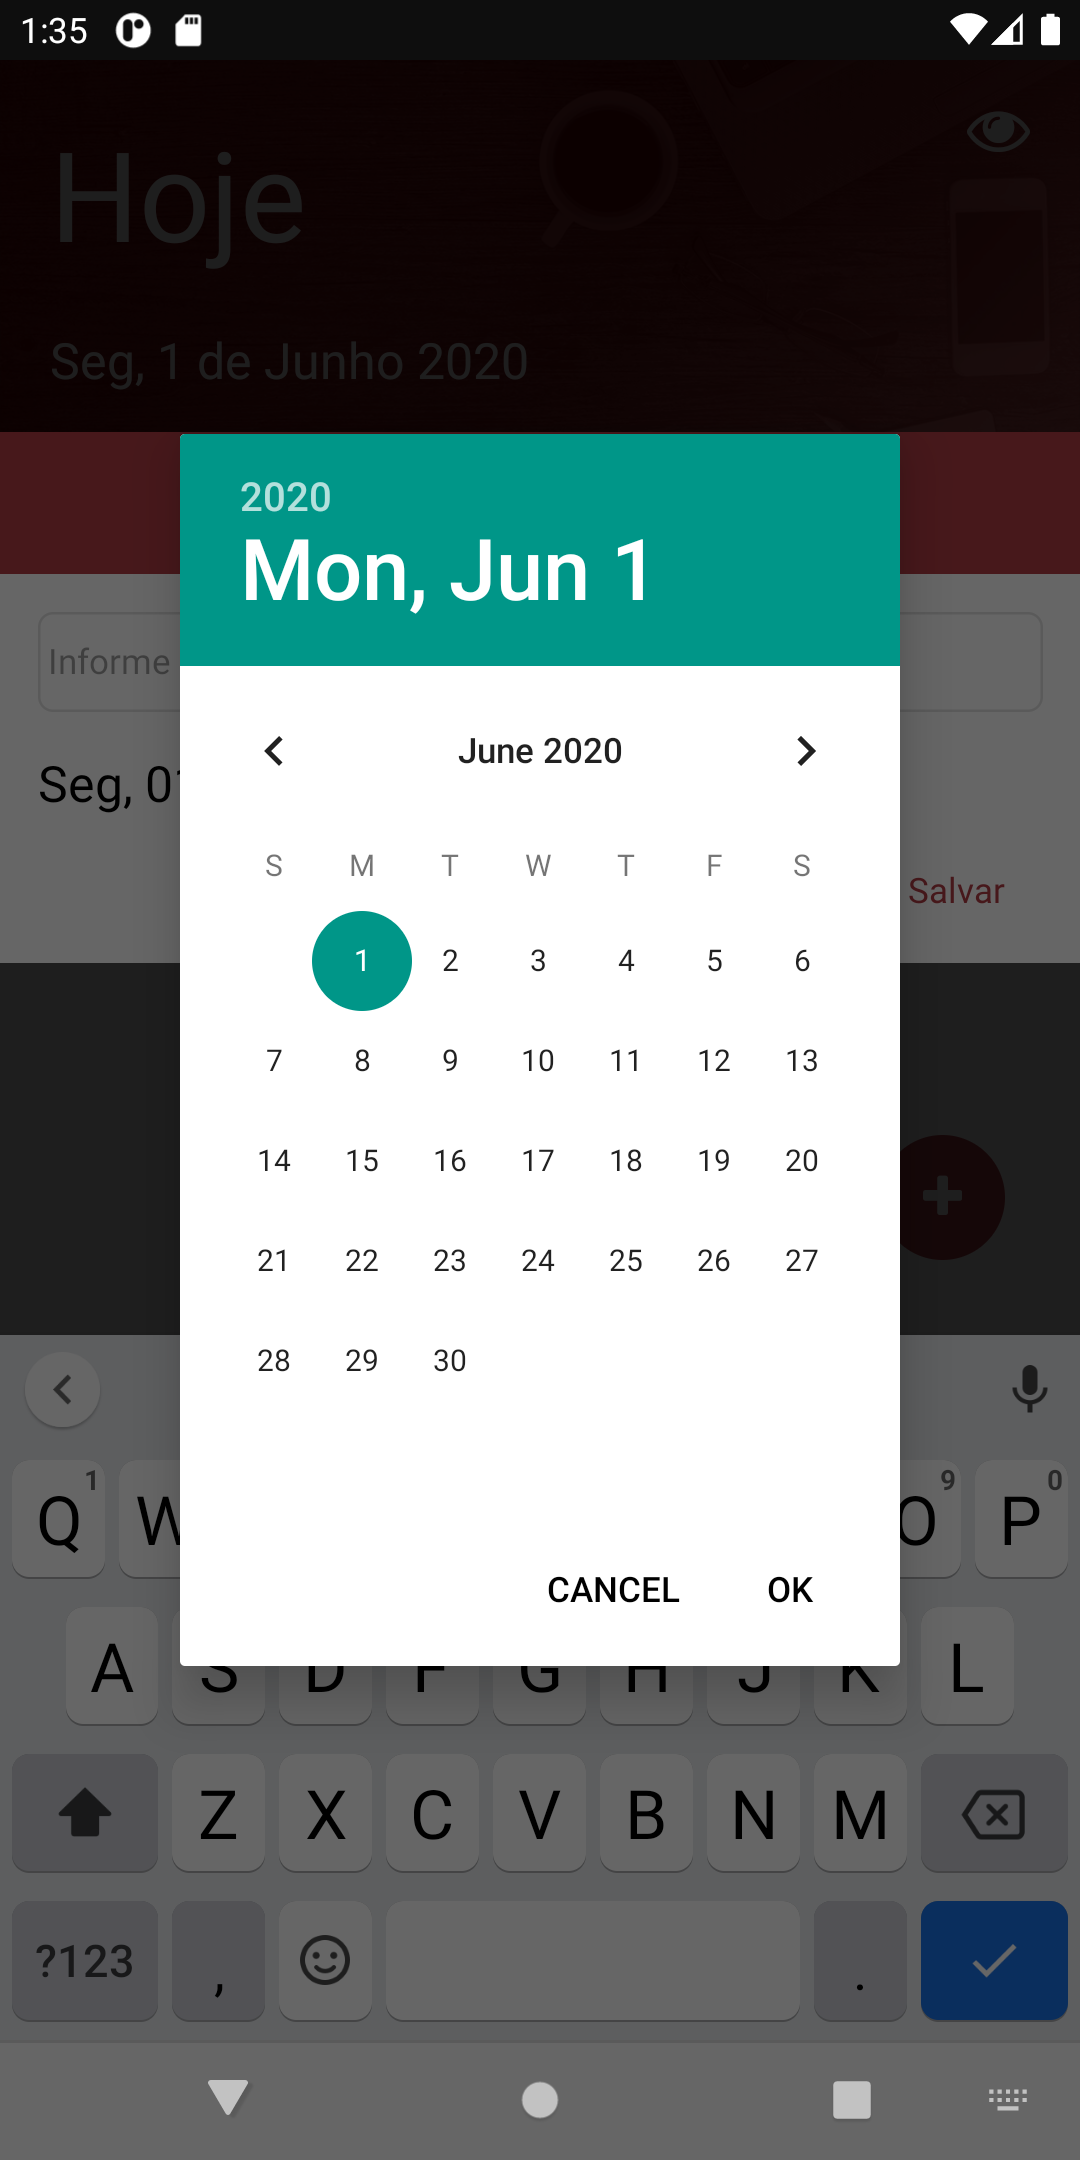 1:35
Hoje
Seg, 1 de Junho 2020
2020
Mon, Jun 1
Informe
June 2020
Seg, 01
S M T W T F S
Salvar
1 2 3 4 5 6
7 8 9 10 11 12 13
14 15 16 17 18 19 20
21 22 23 24 25 26 27
28 29 30
1 9 0
Q W O P
CANCEL OK
A S D F G H J K L
Z X C V B N M
?123 , .